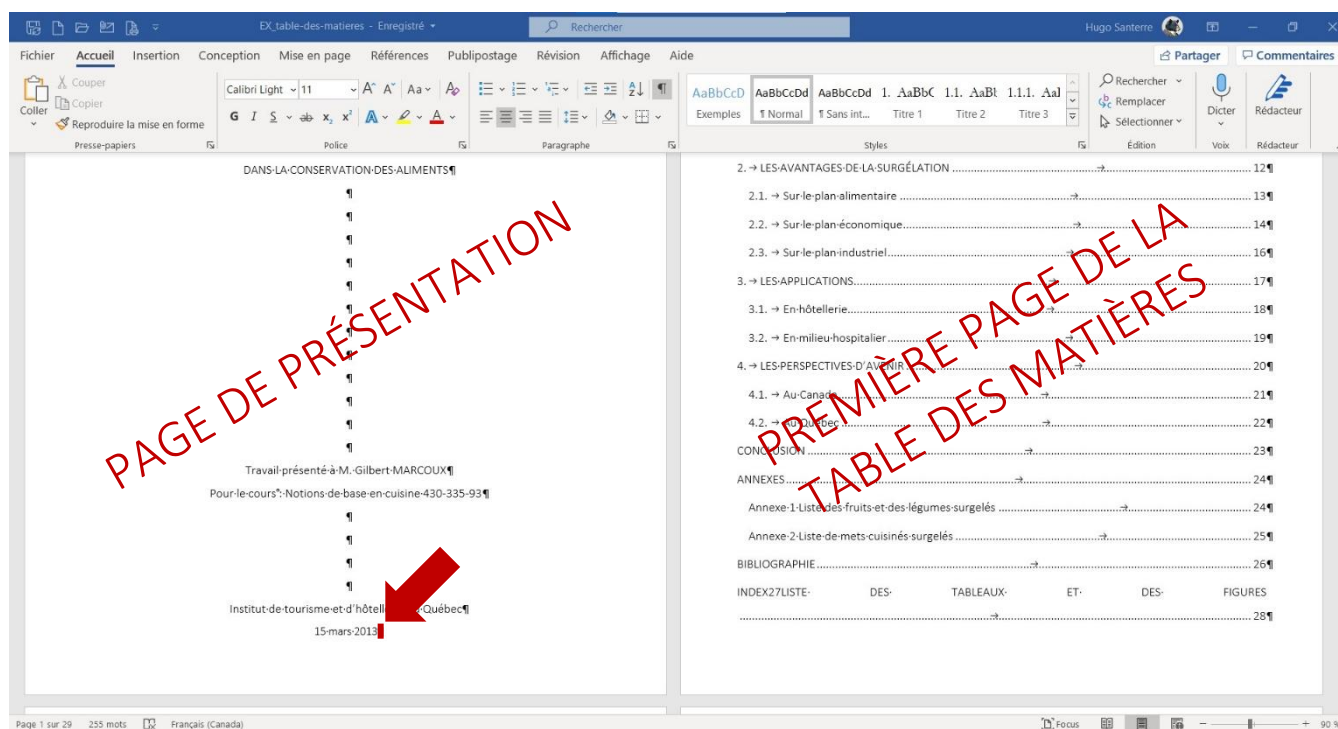 EX_table-des-matieres - Enregistré
Rechercher
Hugo Santerre
Fichier Accueil Insertion Conception Mise en page Références Publipostage Révision Affichage Aide
Partager Commentaires
Coller
Couper
Copier
Reproduire la mise en forme
Presse-papiers
Calibri Light 11
G I S ab x₂ x² A A
Police
Paragraphe
AaBbCcD AaBbCcDd AaBbCcDd 1. AaBbC 1.1. AaBb 1.1.1. AaI
Exemples ¶ Normal ¶ Sans int... Titre 1 Titre 2 Titre 3
Styles
Rechercher
Remplacer
Sélectionner
Édition
Dicter
Voix
Rédacteur
Rédacteur
DANS·LA·CONSERVATION·DES·ALIMENTS¶
¶
¶
¶
¶
¶
¶
¶
¶
¶
¶
¶
¶
Travail·présenté·à·M.·Gilbert·MARCOUX¶
Pour·le·cours°:·Notions·de·base·en·cuisine·430-335-93¶
¶
¶
¶
¶
Institut·de·tourisme·et·d'hôtell Québec¶
15·mars·2013
PAGE DE PRÉSENTATION
2. → LES·AVANTAGES·DE·LA·SURGÉLATION → 12¶
2.1. → Sur·le·plan·alimentaire → 13¶
2.2. → Sur·le·plan·économique → 14¶
2.3. → Sur·le·plan·industriel → 16¶
3. → LES·APPLICATIONS → 17¶
3.1. → En·hôtellerie → 18¶
3.2. → En·milieu·hospitalier → 19¶
4. → LES·PERSPECTIVES·D'AVENIR → 20¶
4.1. → Au·Canada → 21¶
4.2. → Au·Québec → 22¶
CONCLUSION → 23¶
ANNEXES → 24¶
Annexe·1·Liste·des·fruits·et·des·légumes·surgelés → 24¶
Annexe·2·Liste·de·mets·cuisinés·surgelés → 25¶
BIBLIOGRAPHIE → 26¶
INDEX27LISTE· DES· TABLEAUX· ET· DES· FIGURES
→ 28¶
PREMIÈRE PAGE DE LA
TABLE DES MATIÈRES
Page 1 sur 29 255 mots Français (Canada)
Focus
90 %